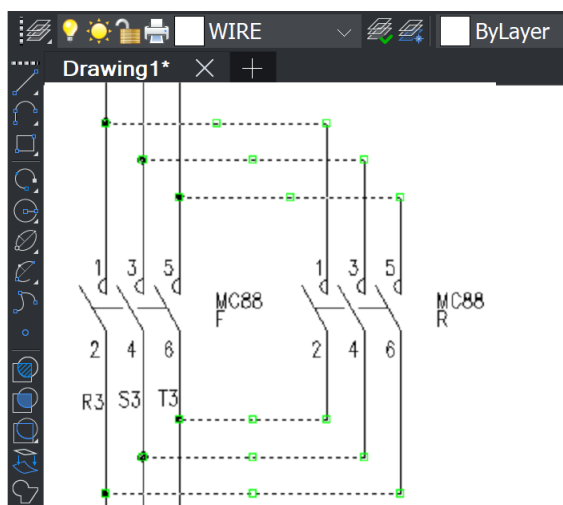 WIRE ByLayer
Drawing1*
1 3 5 1 3 5
MC88 MC88
F R
2 4 6 2 4 6
R3 S3 T3